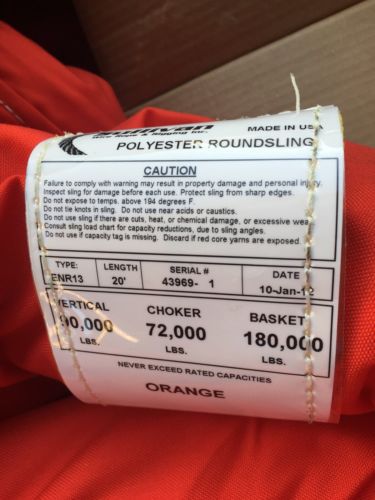 Sullivan
Wire Rope & Rigging Inc.
MADE IN USA
POLYESTER ROUNDSLING
CAUTION
Failure to comply with warning may result in property damage and personal injury.
Inspect sling for damage before each use. Protect sling from sharp edges.
Do not expose to temps. above 194 degrees F.
Do not tie knots in sling. Do not use near acids or caustics.
Do not use sling if there are cuts, heat, or chemical damage, or excessive wear
Consult sling load chart for capacity reductions, due to sling angles.
Do not use if capacity tag is missing. Discard if red core yarns are exposed.
TYPE: LENGTH SERIAL # DATE
ENR13 20' 43969- 1 10-Jan-12
VERTICAL CHOKER BASKET
90,000 72,000 180,000
LBS. LBS. LBS.
NEVER EXCEED RATED CAPACITIES
ORANGE